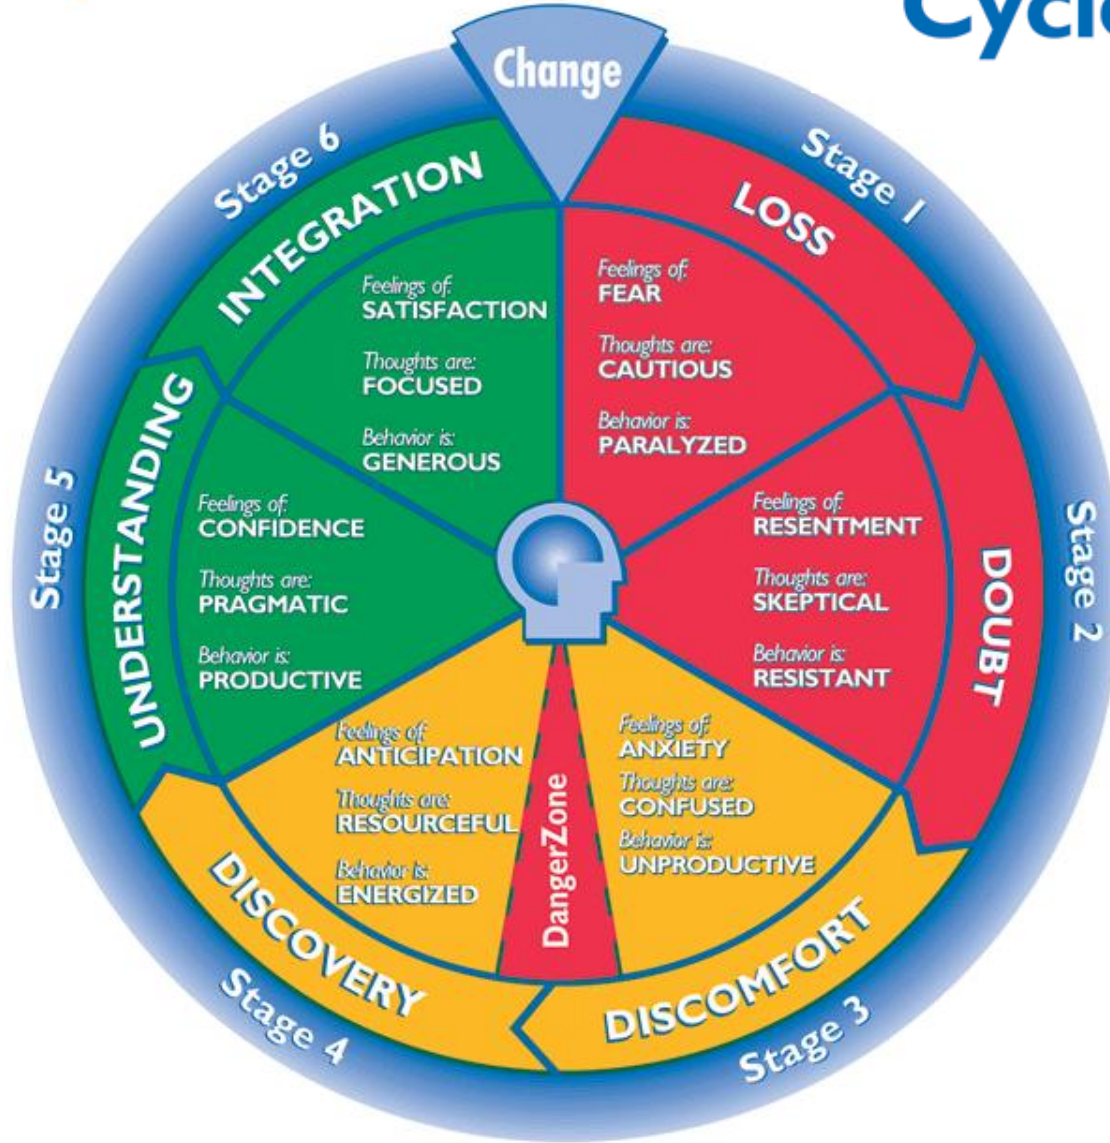 Cycle
Change
Stage 1
LOSS
Feelings of:
FEAR
Thoughts are:
CAUTIOUS
Behavior is:
PARALYZED
Stage 2
DOUBT
Feelings of:
RESENTMENT
Thoughts are:
SKEPTICAL
Behavior is:
RESISTANT
Stage 3
DISCOMFORT
Feelings of:
ANXIETY
Thoughts are:
CONFUSED
Behavior is:
UNPRODUCTIVE
DangerZone
Stage 4
DISCOVERY
Feelings of:
ANTICIPATION
Thoughts are:
RESOURCEFUL
Behavior is:
ENERGIZED
Stage 5
UNDERSTANDING
Feelings of:
CONFIDENCE
Thoughts are:
PRAGMATIC
Behavior is:
PRODUCTIVE
Stage 6
INTEGRATION
Feelings of:
SATISFACTION
Thoughts are:
FOCUSED
Behavior is:
GENEROUS